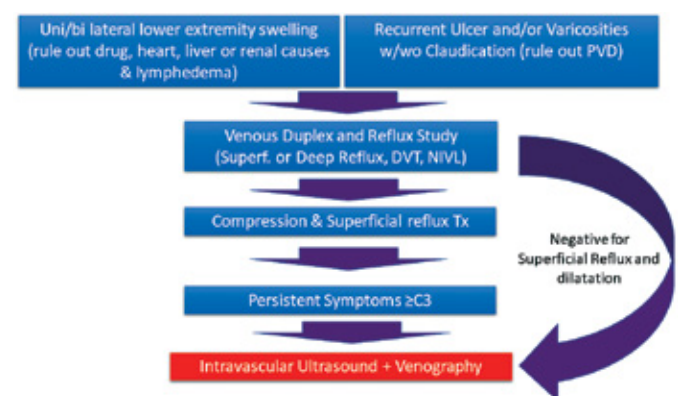 Uni/bi lateral lower extremity swelling
(rule out drug, heart, liver or renal causes
& lymphedema)
Recurrent Ulcer and/or Varicosities
w/wo Claudication (rule out PVD)
Venous Duplex and Reflux Study
(Superf. or Deep Reflux, DVT, NIVL)
Compression & Superficial reflux Tx
Negative for
Superficial Reflux and
dilatation
Persistent Symptoms ≥C3
Intravascular Ultrasound + Venography